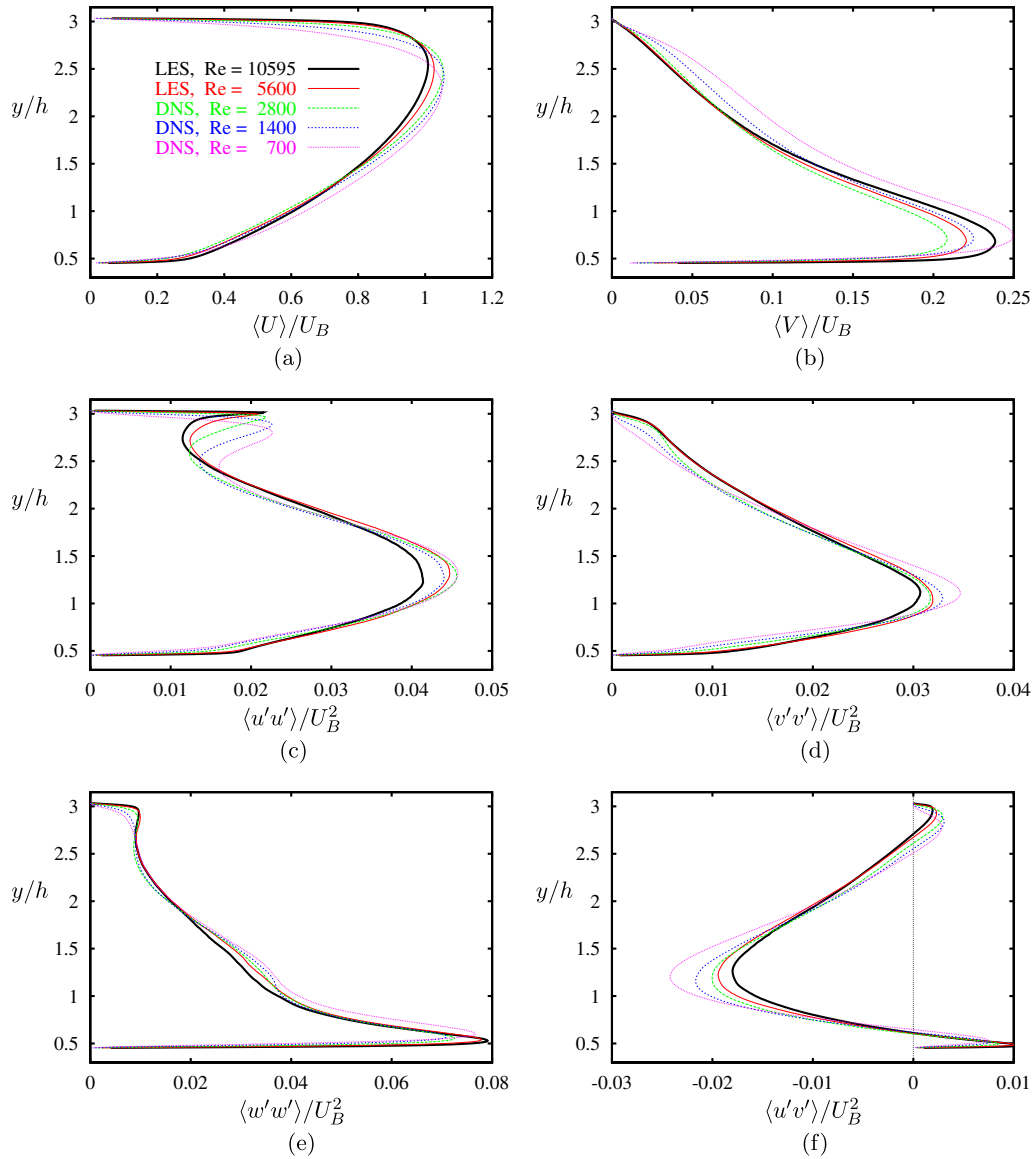 3
2.5
y/h
2
1.5
1
0.5
LES, Re = 10595
LES, Re = 5600
DNS, Re = 2800
DNS, Re = 1400
DNS, Re = 700
0 0.2 0.4 0.6 0.8 1 1.2
⟨U⟩/U_B
(a)
3
2.5
y/h
2
1.5
1
0.5
0 0.05 0.1 0.15 0.2 0.25
⟨V⟩/U_B
(b)
3
2.5
y/h
2
1.5
1
0.5
0 0.01 0.02 0.03 0.04 0.05
⟨u′u′⟩/U_B^2
(c)
3
2.5
y/h
2
1.5
1
0.5
0 0.01 0.02 0.03 0.04
⟨v′v′⟩/U_B^2
(d)
3
2.5
y/h
2
1.5
1
0.5
0 0.02 0.04 0.06 0.08
⟨w′w′⟩/U_B^2
(e)
3
2.5
y/h
2
1.5
1
0.5
-0.03 -0.02 -0.01 0 0.01
⟨u′v′⟩/U_B^2
(f)